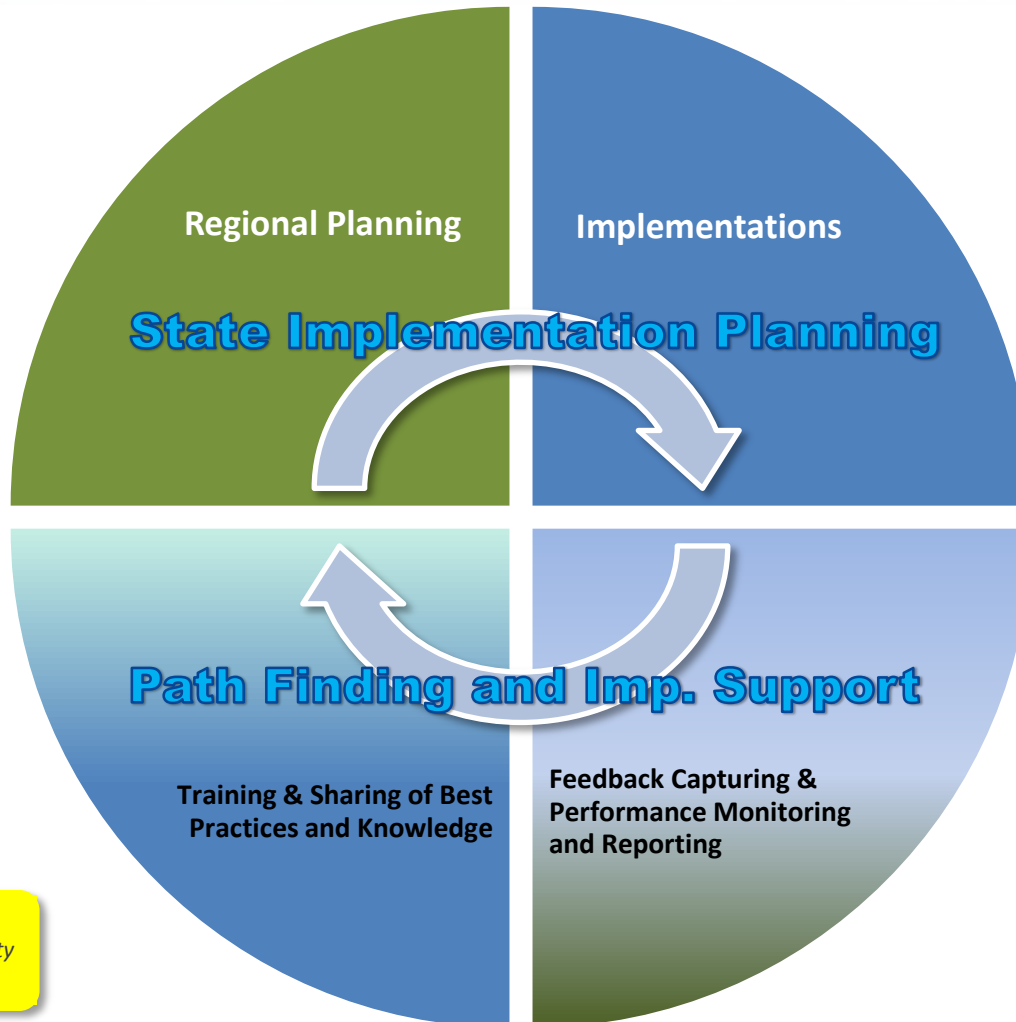 Regional Planning
Implementations
State Implementation Planning
Path Finding and Imp. Support
Training & Sharing of Best
Practices and Knowledge
Feedback Capturing &
Performance Monitoring
and Reporting